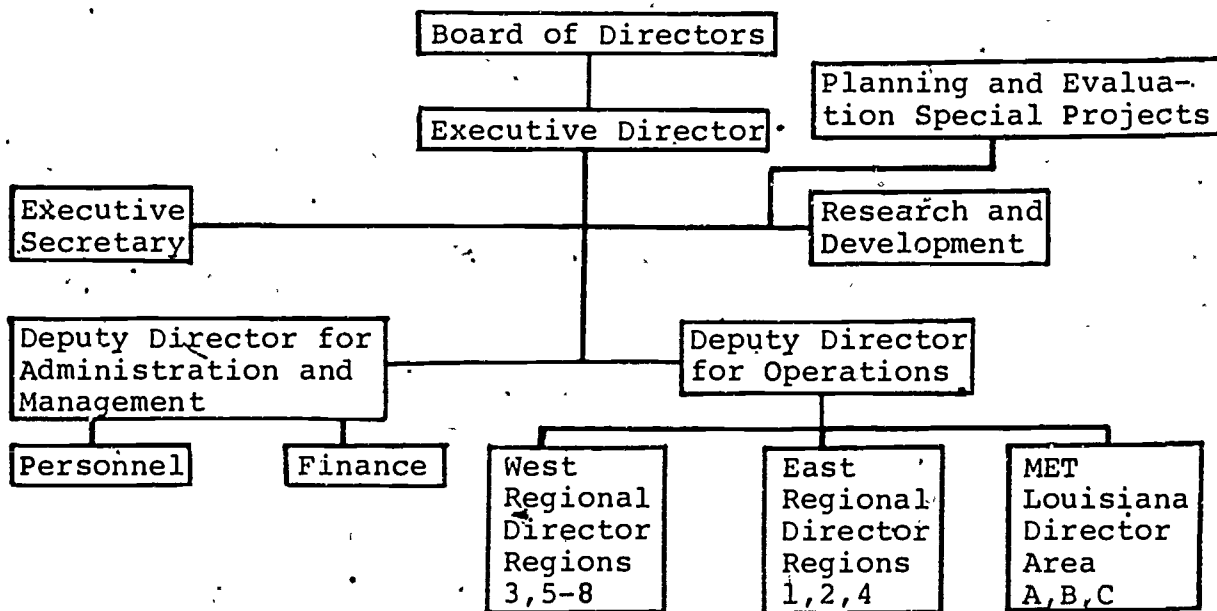 Board of Directors
Planning and Evalua-
tion Special Projects
Executive Director
Executive
Secretary
Research and
Development
Deputy Director for
Administration and
Management
Deputy Director
for Operations
Personnel
Finance
West
Regional
Director
Regions
3,5-8
East
Regional
Director
Regions
1,2,4
MET
Louisiana
Director
Area
A,B,C